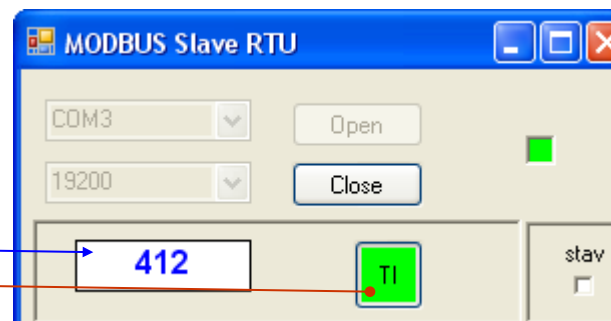 MODBUS Slave RTU
COM3
Open
19200
Close
412
TI
stav